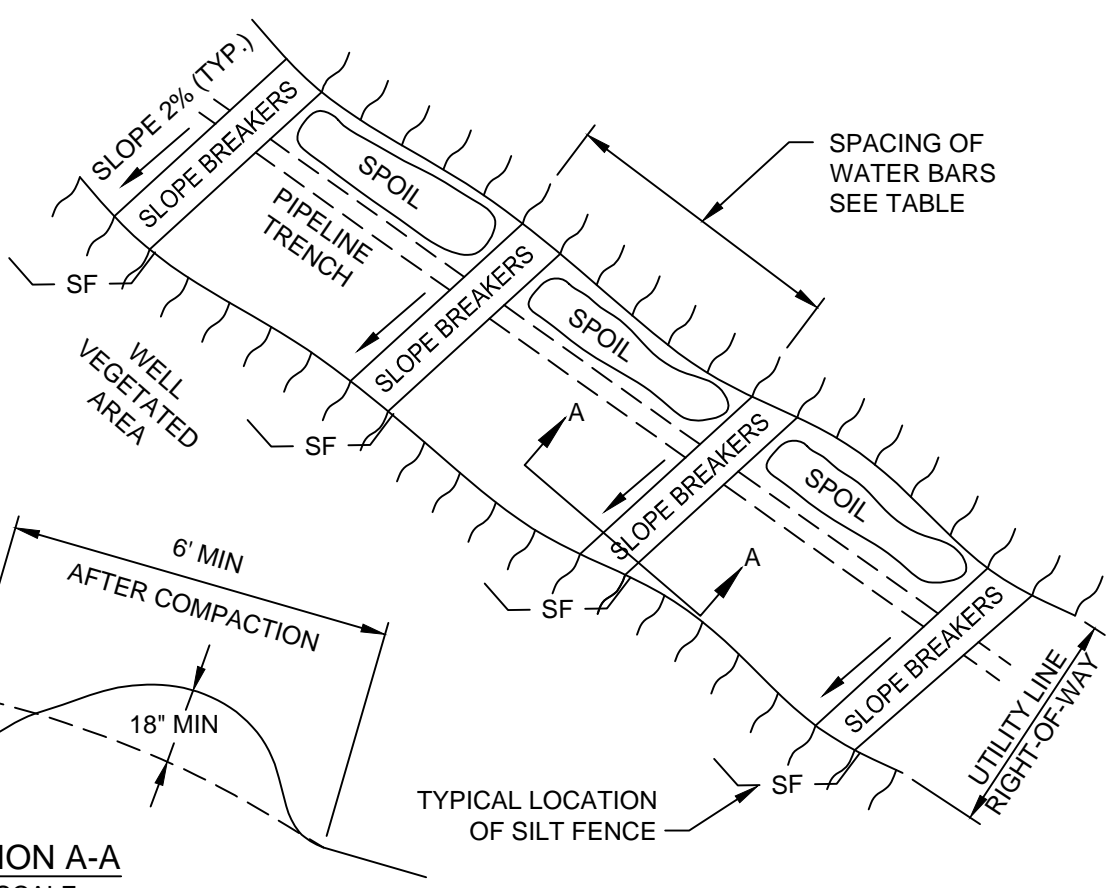 SLOPE 2% (TYP.)
SLOPE BREAKERS
SPOIL
PIPELINE
TRENCH
SPACING OF
WATER BARS
SEE TABLE
SF
WELL
VEGETATED
AREA
SLOPE BREAKERS
SPOIL
SF
A
SLOPE BREAKERS
SPOIL
A
SF
SLOPE BREAKERS
UTILITY LINE
RIGHT-OF-WAY
SF
TYPICAL LOCATION
OF SILT FENCE
6' MIN
AFTER COMPACTION
18" MIN
ION A-A